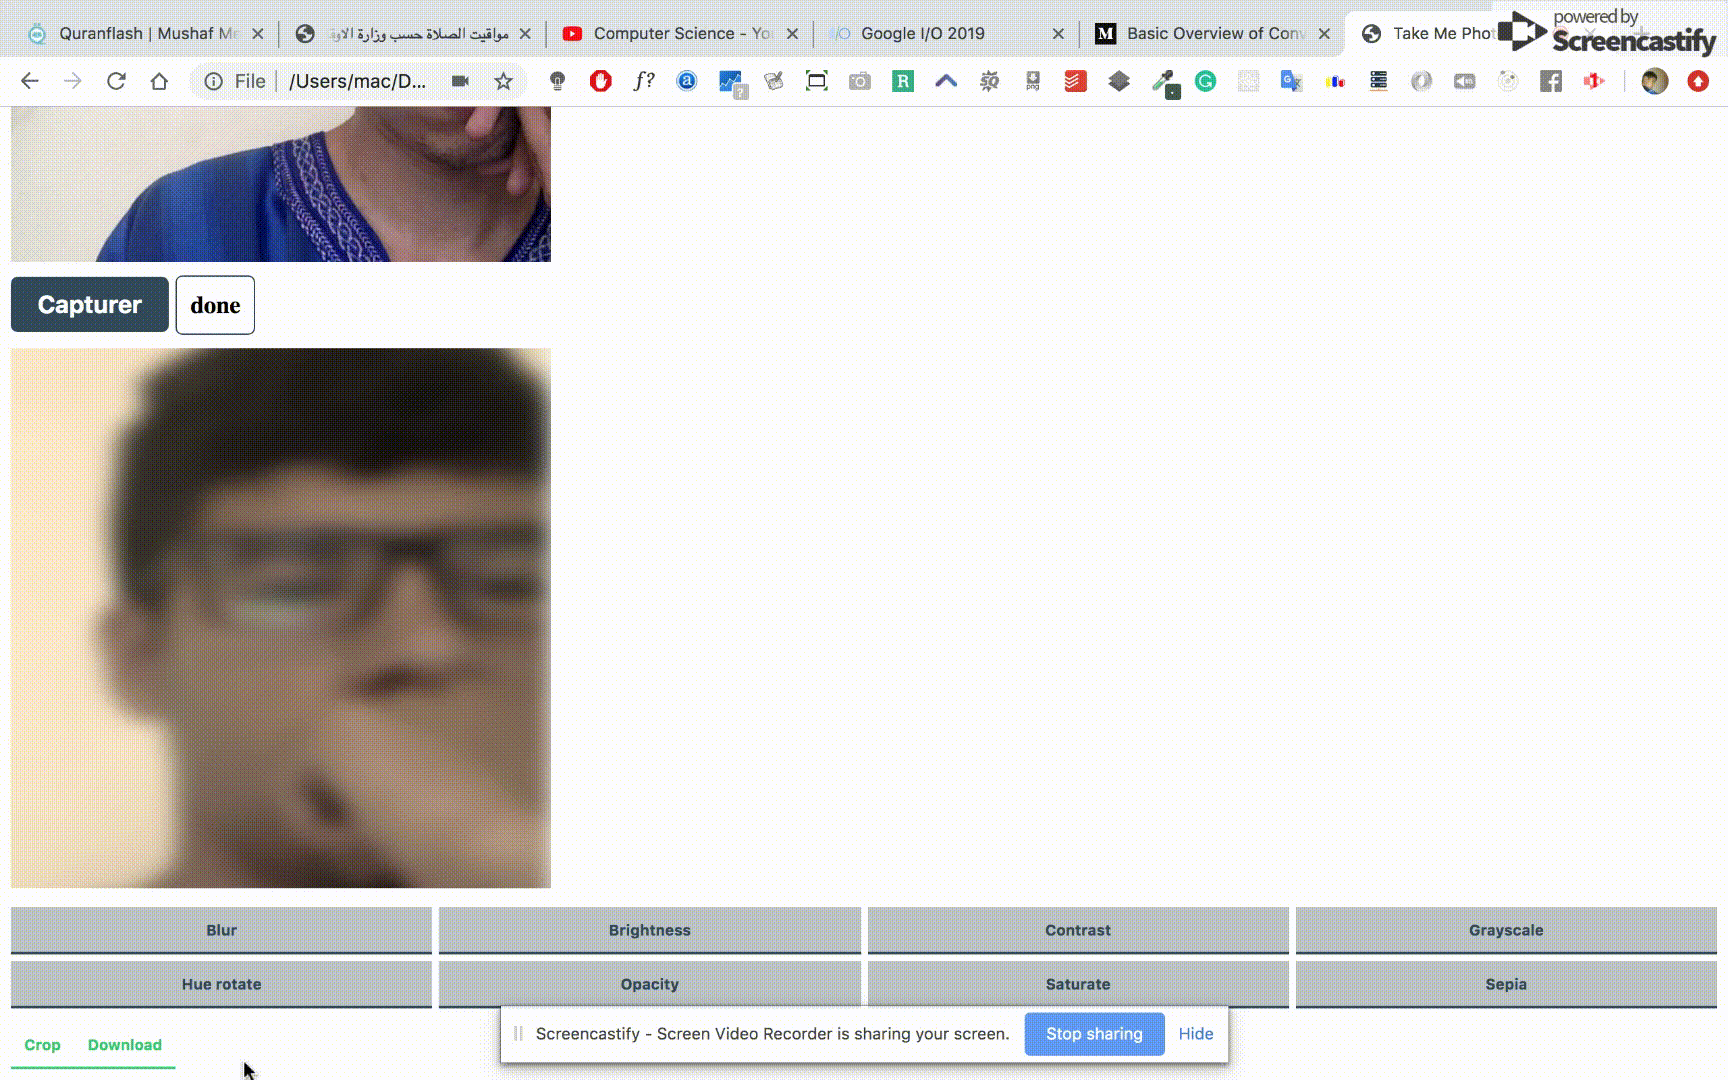 Quranflash | Mushaf Me
مواقيت الصلاة حسب وزارة الاوق
Computer Science - Yo
Google I/O 2019
Basic Overview of Conv
Take Me Phot
powered by
Screencastify
File
/Users/mac/D...
Capturer
done
Blur
Brightness
Contrast
Grayscale
Hue rotate
Opacity
Saturate
Sepia
Screencastify - Screen Video Recorder is sharing your screen.
Stop sharing
Hide
Crop
Download